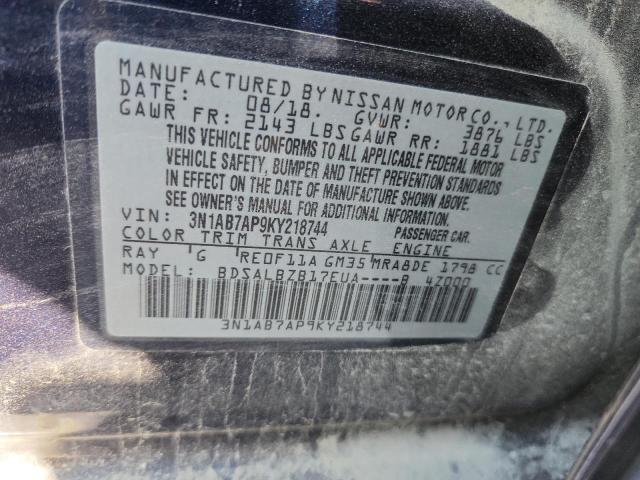 MANUFACTURED BY NISSAN MOTOR CO., LTD.
DATE: 08/18. GVWR: 3876 LBS
GAWR FR: 2143 LBS GAWR RR: 1881 LBS
THIS VEHICLE CONFORMS TO ALL APPLICABLE FEDERAL MOTOR
VEHICLE SAFETY, BUMPER AND THEFT PREVENTION STANDARDS
IN EFFECT ON THE DATE OF MANUFACTURE SHOWN ABOVE.
SEE OWNER'S MANUAL FOR ADDITIONAL INFORMATION.
VIN: 3N1AB7AP9KY218744 PASSENGER CAR.
COLOR TRIM TRANS AXLE ENGINE
RAY G RE0F11A GM35 MRA8DE 1798 CC
MODEL: BDSALBZB17EUA----B 4Z000
3N1AB7AP9KY218744